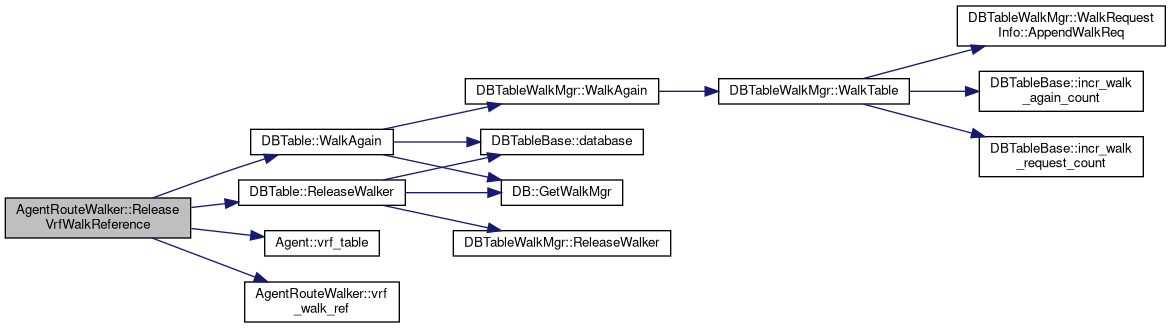 AgentRouteWalker::Release
VrfWalkReference
DBTable::WalkAgain
DBTable::ReleaseWalker
Agent::vrf_table
AgentRouteWalker::vrf
_walk_ref
DBTableWalkMgr::WalkAgain
DBTableBase::database
DB::GetWalkMgr
DBTableWalkMgr::ReleaseWalker
DBTableWalkMgr::WalkTable
DBTableWalkMgr::WalkRequest
Info::AppendWalkReq
DBTableBase::incr_walk
_again_count
DBTableBase::incr_walk
_request_count